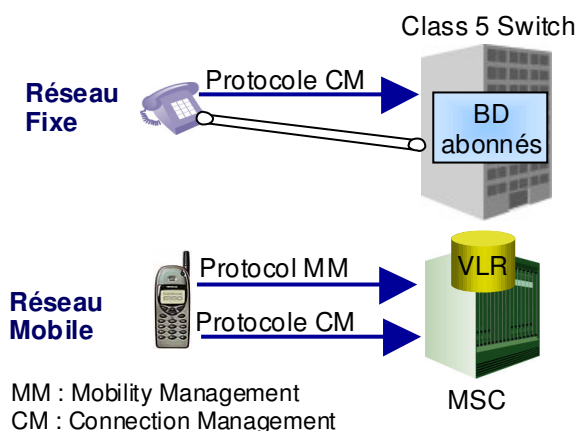 Class 5 Switch
Protocole CM
Réseau
Fixe
BD
abonnés
VLR
Protocol MM
Réseau
Mobile
Protocole CM
MSC
MM : Mobility Management
CM : Connection Management